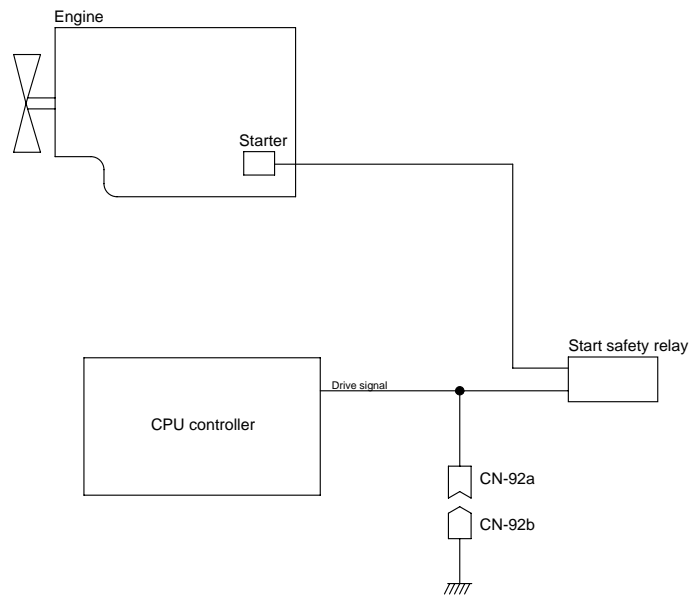 Engine
Starter
Start safety relay
Drive signal
CPU controller
CN-92a
CN-92b